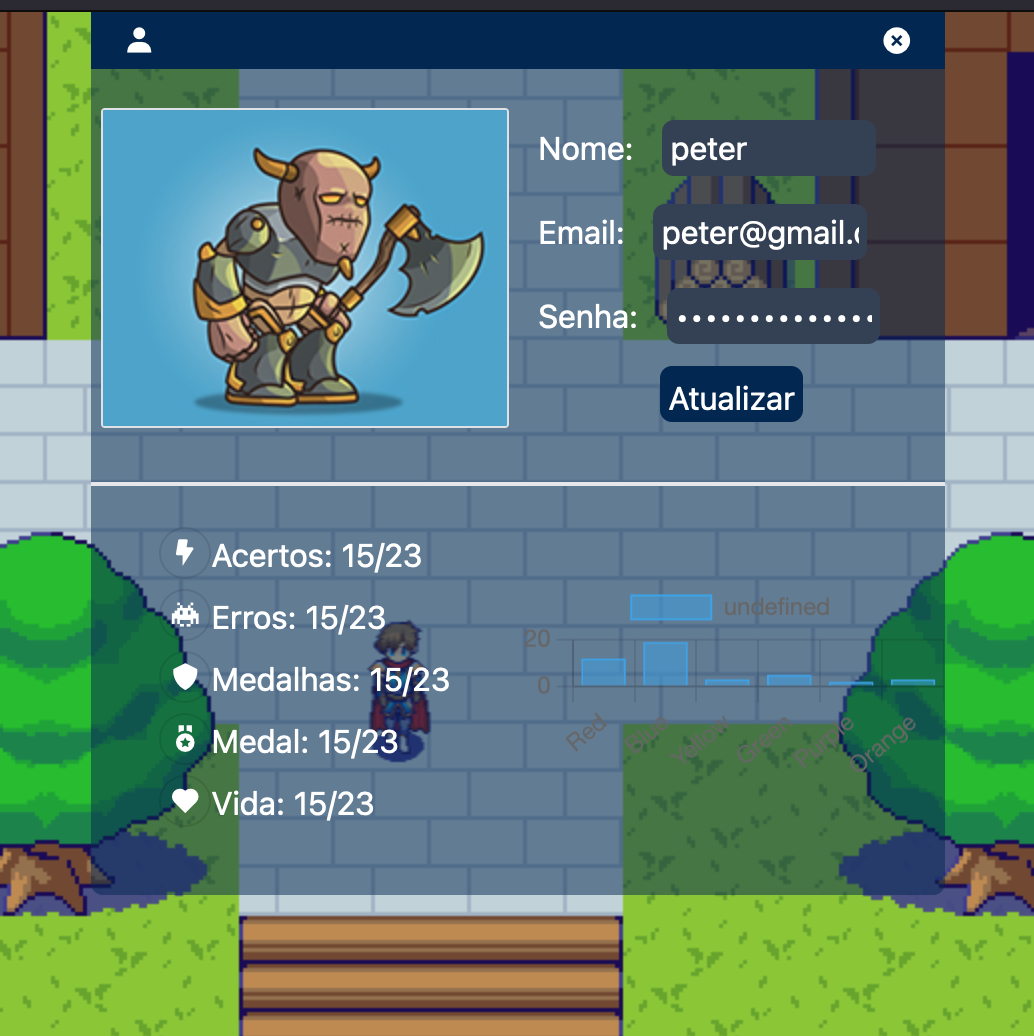 Nome: peter
Email: peter@gmail.
Senha: ••••••••••••••
Atualizar
Acertos: 15/23
Erros: 15/23
Medalhas: 15/23
Medal: 15/23
Vida: 15/23
undefined
20
0
Red
Blue
Yellow
Green
Purple
Orange